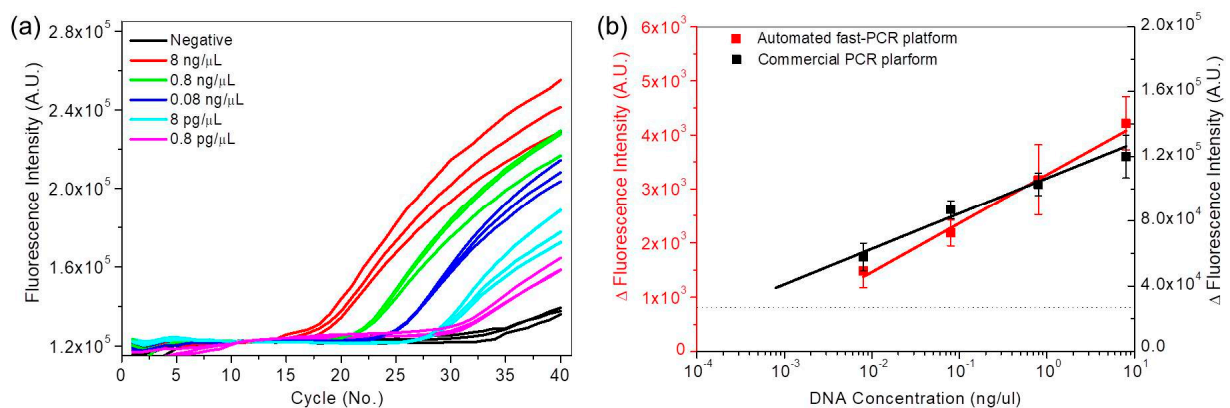 (a)
Fluorescence Intensity (A.U.)
2.8x10⁵
2.4x10⁵
2.0x10⁵
1.6x10⁵
1.2x10⁵
Negative
8 ng/µL
0.8 ng/µL
0.08 ng/µL
8 pg/µL
0.8 pg/µL
0 5 10 15 20 25 30 35 40
Cycle (No.)
(b)
Δ Fluorescence Intensity (A.U.)
6x10³
5x10³
4x10³
3x10³
2x10³
1x10³
0
Automated fast-PCR platform
Commercial PCR plarform
2.0x10⁵
1.6x10⁵
1.2x10⁵
8.0x10⁴
4.0x10⁴
0.0
Δ Fluorescence Intensity (A.U.)
10⁻⁴ 10⁻³ 10⁻² 10⁻¹ 10⁰ 10¹
DNA Concentration (ng/ul)